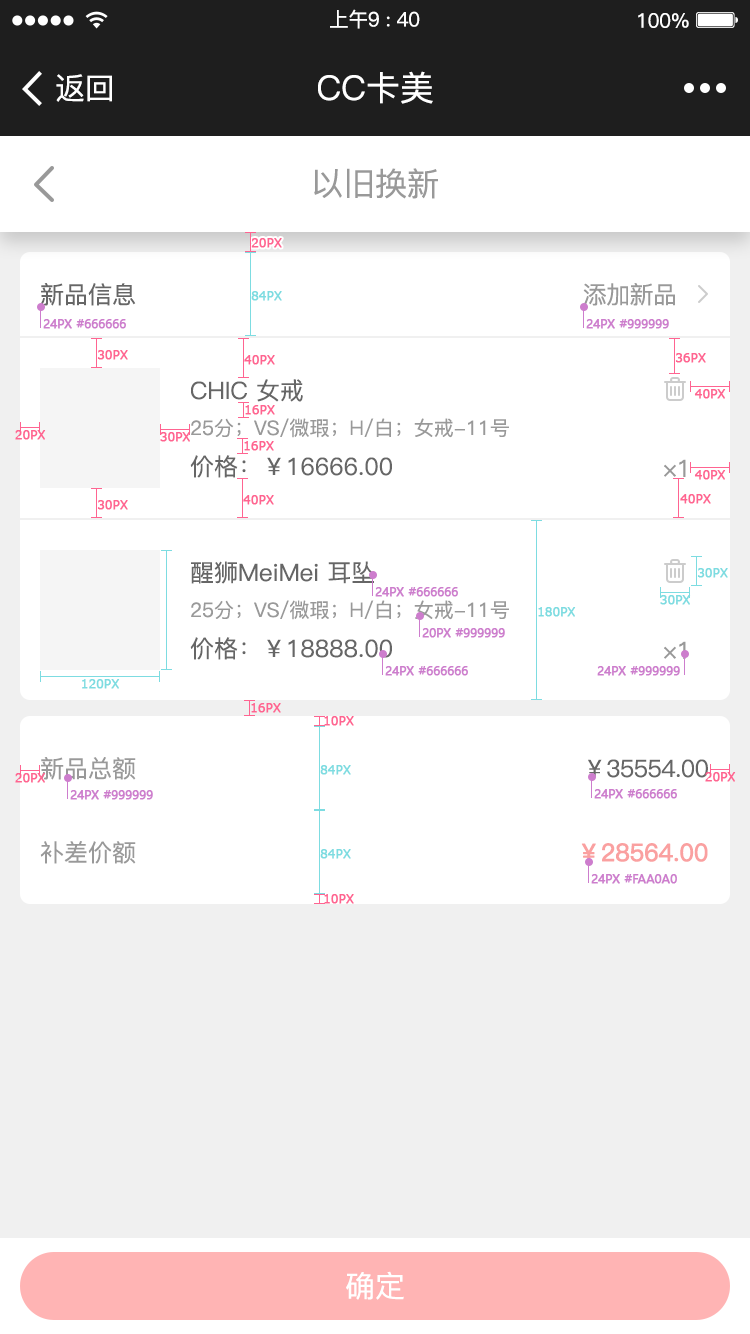 上午9 : 40
100%
返回
CC卡美
以旧换新
20PX
84PX
新品信息
添加新品
24PX #666666
24PX #999999
30PX
40PX
36PX
CHIC 女戒
40PX
16PX
20PX
30PX
25分；VS/微瑕；H/白；女戒-11号
16PX
价格：￥16666.00
×1
40PX
30PX
40PX
40PX
醒狮MeiMei 耳坠
30PX
30PX
24PX #666666
25分；VS/微瑕；H/白；女戒-11号
180PX
20PX #999999
价格：￥18888.00
×1
24PX #666666
24PX #999999
120PX
16PX
10PX
新品总额
84PX
￥35554.00
20PX
20PX
24PX #999999
24PX #666666
补差价额
84PX
￥28564.00
24PX #FAA0A0
10PX
确定